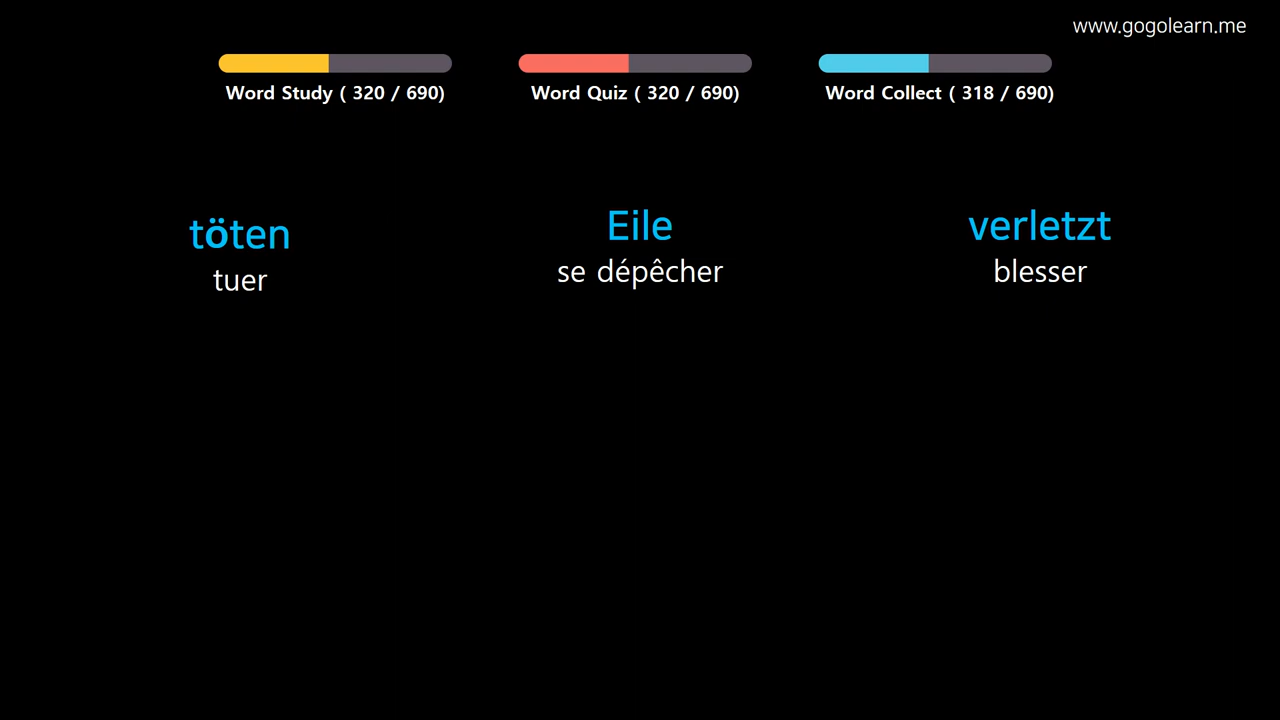 www.gogolearn.me
Word Study ( 320 / 690)
Word Quiz ( 320 / 690)
Word Collect ( 318 / 690)
töten
tuer
Eile
se dépêcher
verletzt
blesser